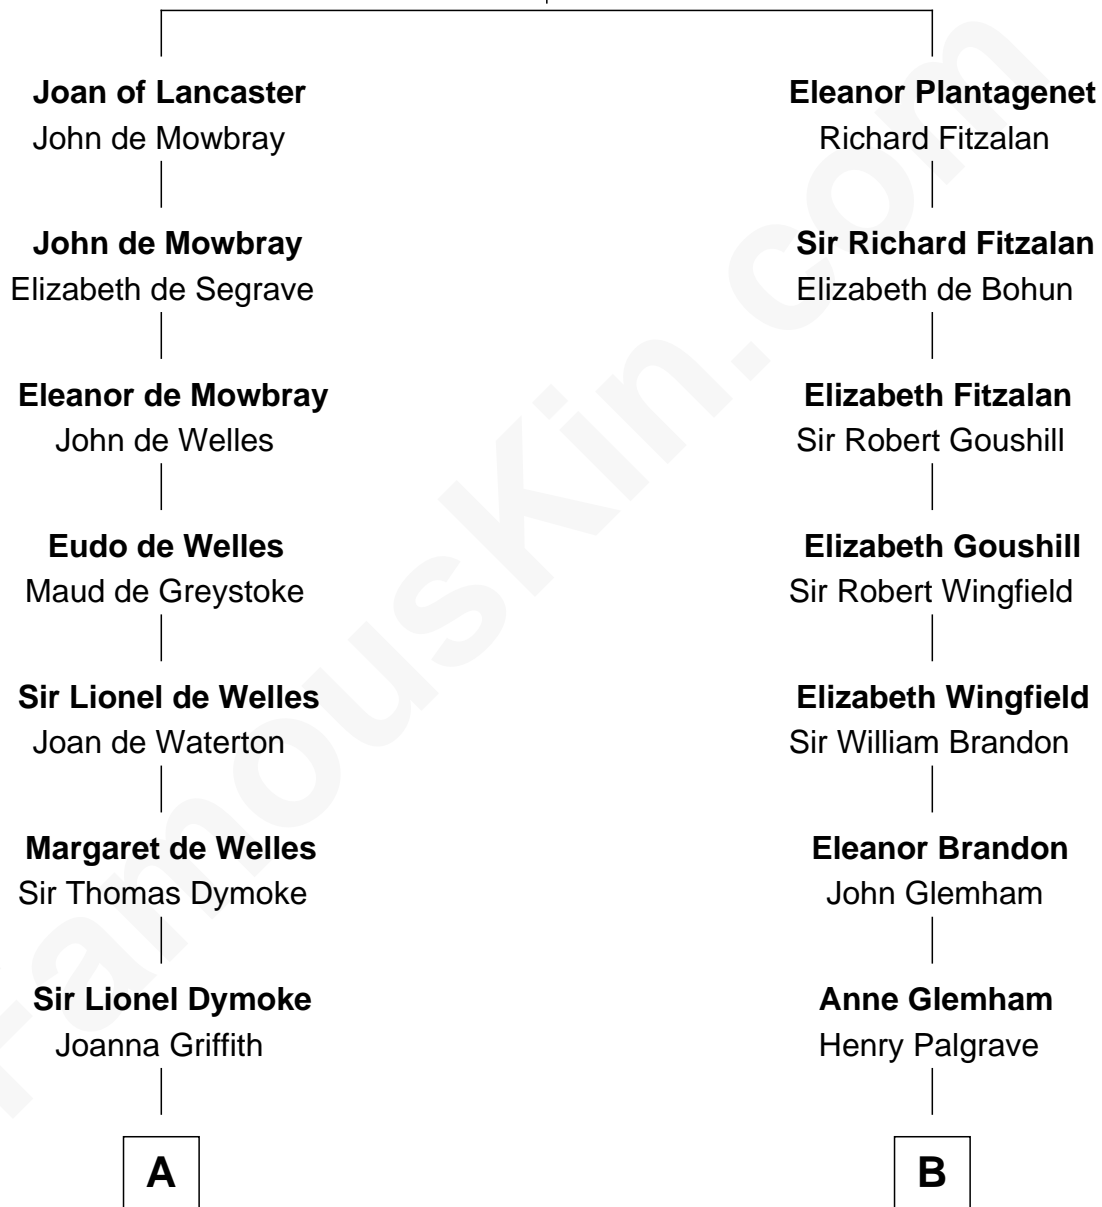 Joan of Lancaster
John de Mowbray
John de Mowbray
Elizabeth de Segrave
Eleanor de Mowbray
John de Welles
Eudo de Welles
Maud de Greystoke
Sir Lionel de Welles
Joan de Waterton
Margaret de Welles
Sir Thomas Dymoke
Sir Lionel Dymoke
Joanna Griffith
A
Eleanor Plantagenet
Richard Fitzalan
Sir Richard Fitzalan
Elizabeth de Bohun
Elizabeth Fitzalan
Sir Robert Goushill
Elizabeth Goushill
Sir Robert Wingfield
Elizabeth Wingfield
Sir William Brandon
Eleanor Brandon
John Glemham
Anne Glemham
Henry Palgrave
B
FamousKin.com